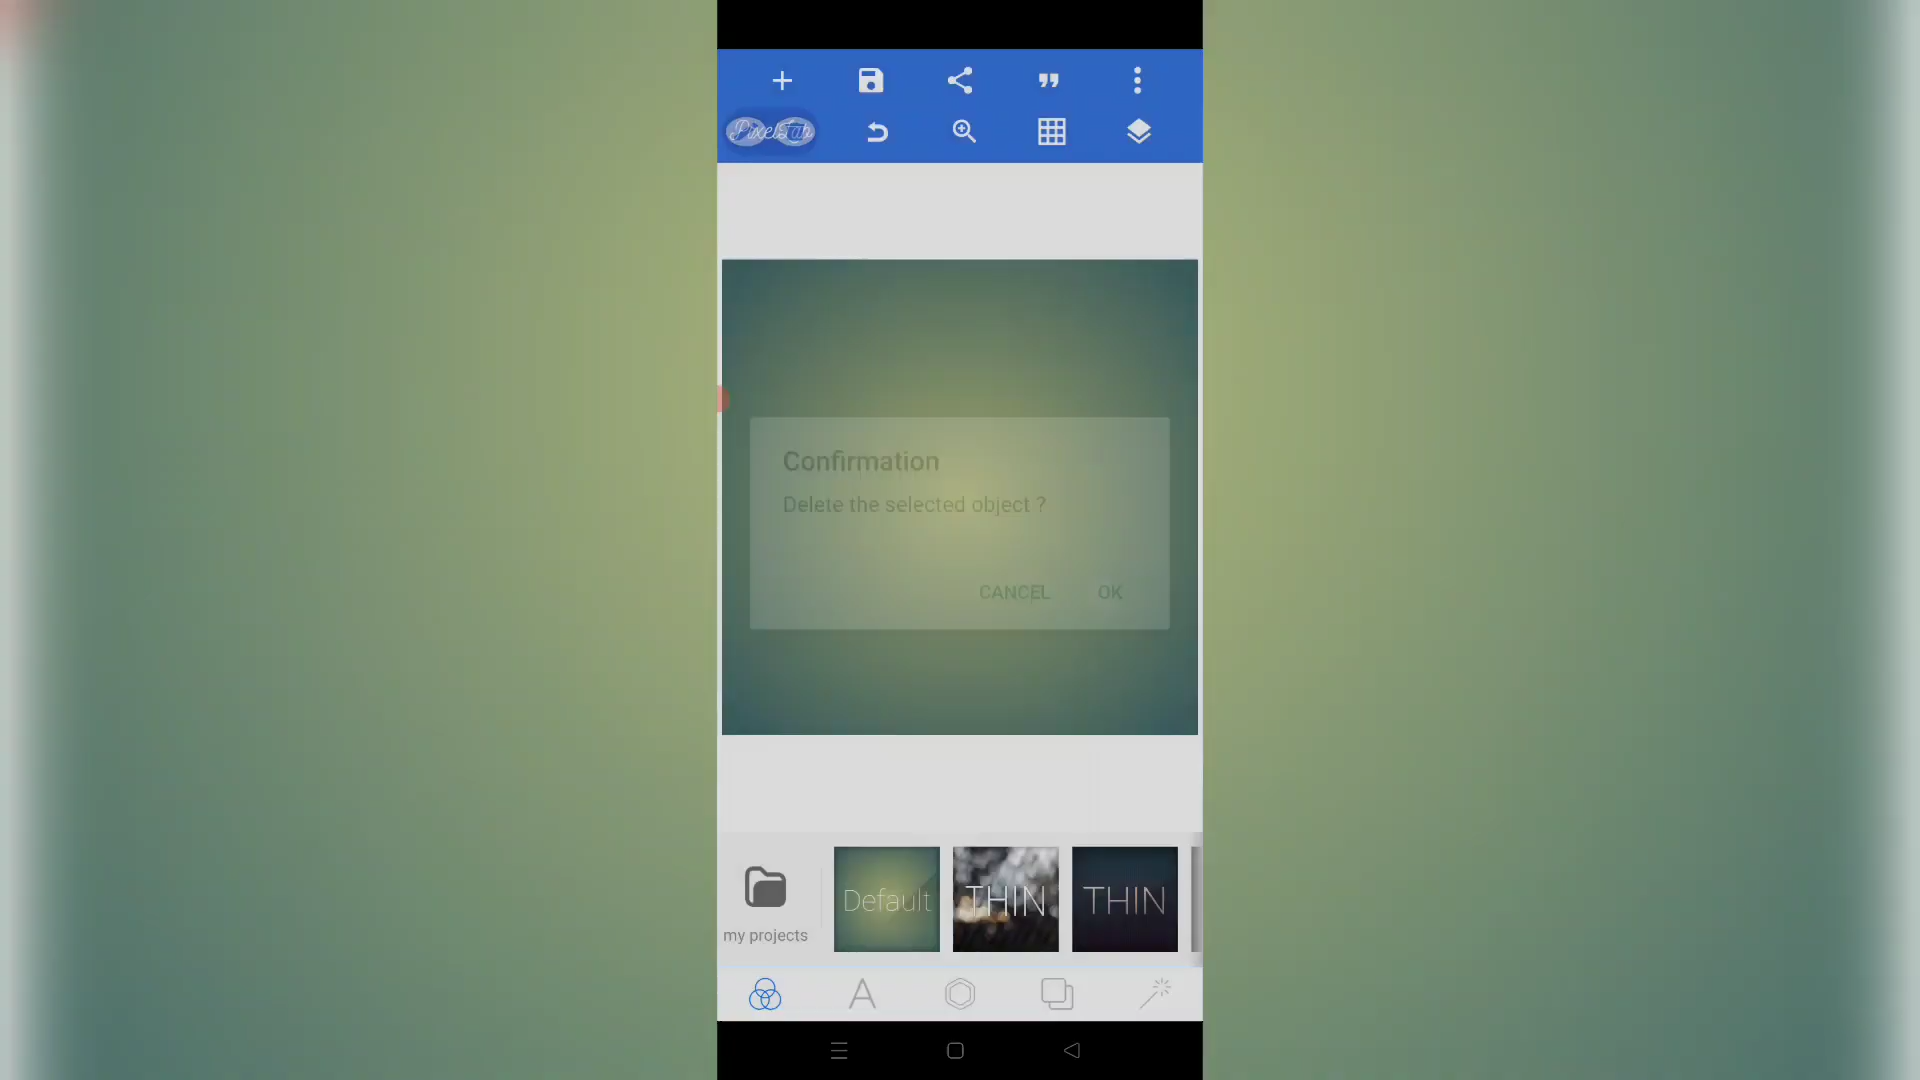 PixelLab
Confirmation
Delete the selected object ?
CANCEL OK
my projects
Default
THIN
THIN